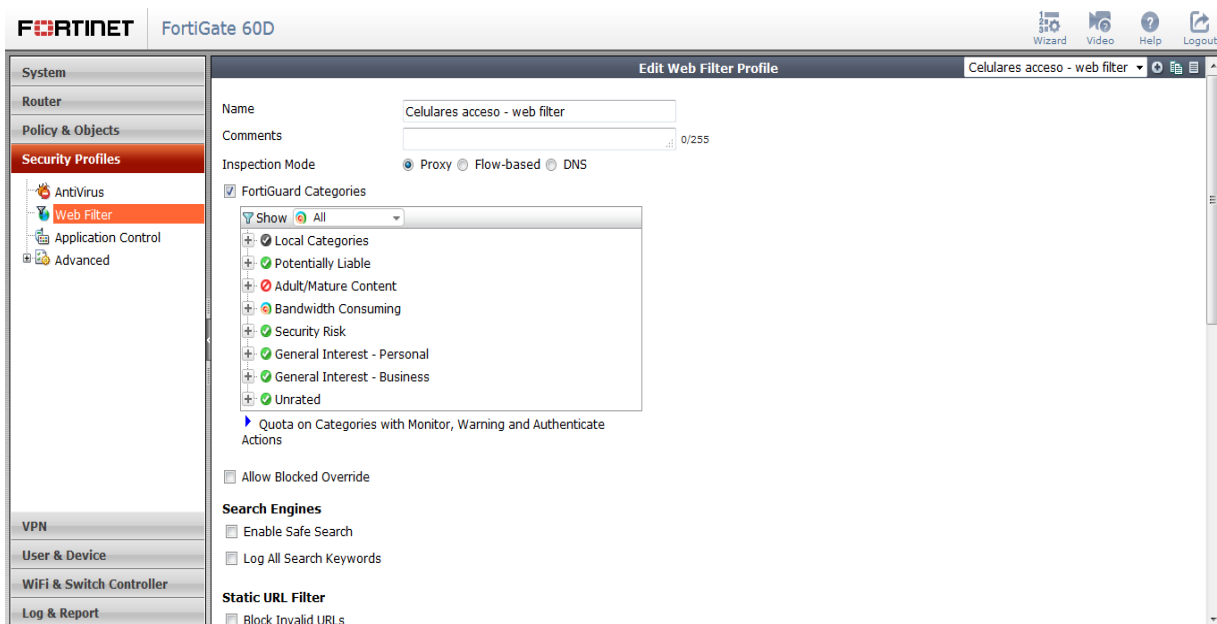 FORTINET FortiGate 60D
Wizard Video Help Logout
System
Router
Policy & Objects
Security Profiles
AntiVirus
Web Filter
Application Control
Advanced
VPN
User & Device
WiFi & Switch Controller
Log & Report
Edit Web Filter Profile
Celulares acceso - web filter
Name Celulares acceso - web filter
Comments 0/255
Inspection Mode Proxy Flow-based DNS
FortiGuard Categories
Show All
Local Categories
Potentially Liable
Adult/Mature Content
Bandwidth Consuming
Security Risk
General Interest - Personal
General Interest - Business
Unrated
Quota on Categories with Monitor, Warning and Authenticate
Actions
Allow Blocked Override
Search Engines
Enable Safe Search
Log All Search Keywords
Static URL Filter
Block Invalid URLs